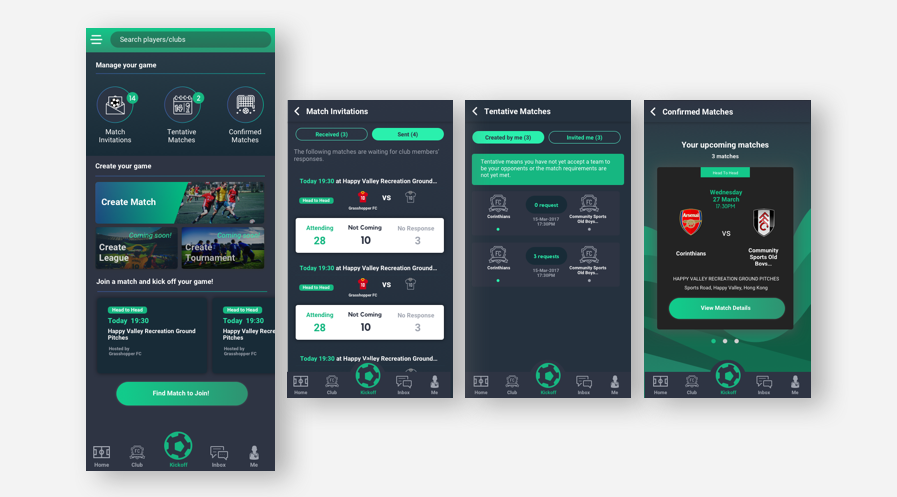 Search players/clubs
Manage your game
14
2
Match
Invitations
Tentative
Matches
Confirmed
Matches
Create your game
Create Match
Coming soon!
Create
League
Coming soon!
Create
Tournament
Join a match and kick off your game!
Head to Head
Today 19:30
Happy Valley Recreation Ground
Pitches
Hosted by
Grasshopper FC
Head to Head
Today 19:30
Happy Valley Recre
Pitches
Hosted by
Grasshopper FC
Find Match to Join!
Home
Club
Kickoff
Inbox
Me
Match Invitations
Received (3)
Sent (4)
The following matches are waiting for club members'
responses.
Today 19:30 at Happy Valley Recreation Ground...
Head to Head
10
VS
Grasshopper FC
Attending
Not Coming
No Response
28
10
3
Today 19:30 at Happy Valley Recreation Ground...
Head to Head
10
VS
Grasshopper FC
Attending
Not Coming
No Response
28
10
3
Today 19:30 at Happy Valley Recreation Ground...
Home
Club
Kickoff
Inbox
Me
Tentative Matches
Created by me (3)
Invited me (3)
Tentative means you have not yet accept a team to
be your opponents or the match requirements are
not yet met.
FC
0 request
FC
Corinthians
15-Mar-2017
17:30PM
Community Sports
Old Boys...
FC
3 requests
FC
Corinthians
15-Mar-2017
17:30PM
Community Sports
Old Boys...
Home
Club
Kickoff
Inbox
Me
Confirmed Matches
Your upcoming matches
3 matches
Head To Head
Wednesday
27 March
17:30PM
Arsenal
VS
Corinthians
Community
Sports Old
Boys...
HAPPY VALLEY RECREATION GROUND PITCHES
Sports Road, Happy Valley, Hong Kong
View Match Details
Home
Club
Kickoff
Inbox
Me